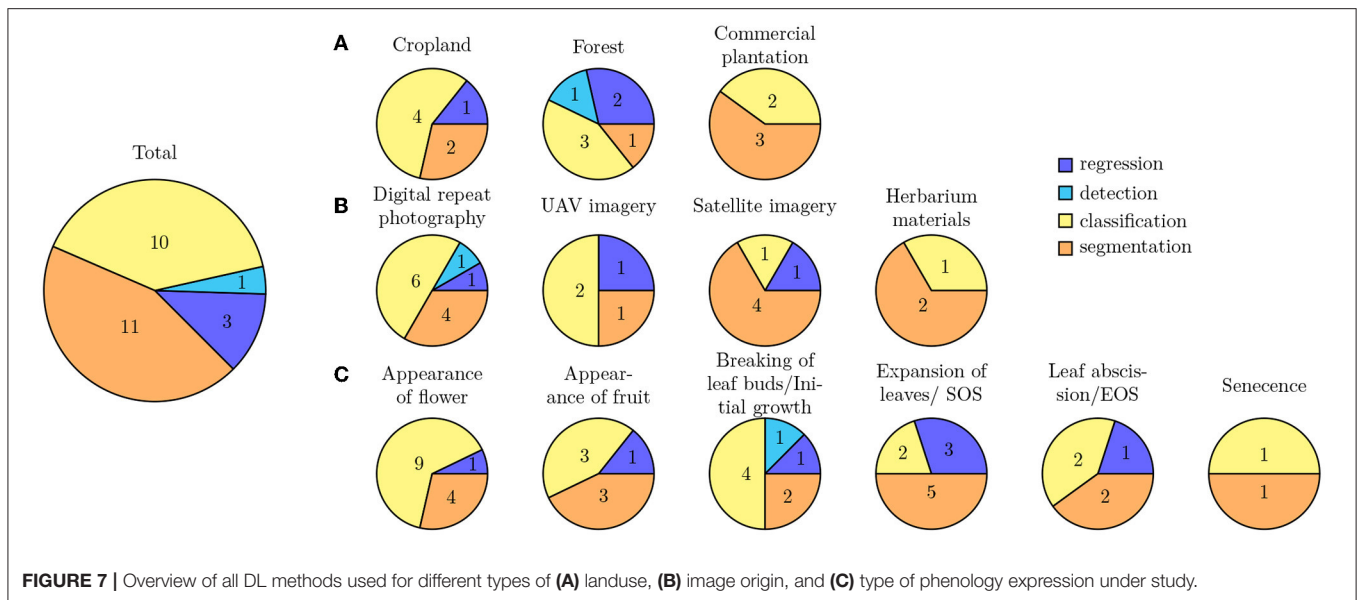 Total
10
1
3
11
A
Cropland
4
1
2
Forest
1
2
3
1
Commercial
plantation
2
3
regression
detection
classification
segmentation
B
Digital repeat
photography
6
1
1
4
UAV imagery
2
1
1
Satellite imagery
1
1
4
Herbarium
materials
1
2
C
Appearance
of flower
9
1
4
Appear-
ance of fruit
3
1
3
Breaking of
leaf buds/Ini-
tial growth
4
1
1
2
Expansion of
leaves/ SOS
2
3
5
Leaf abscis-
sion/EOS
2
1
2
Senecence
1
1
FIGURE 7 | Overview of all DL methods used for different types of (A) landuse, (B) image origin, and (C) type of phenology expression under study.